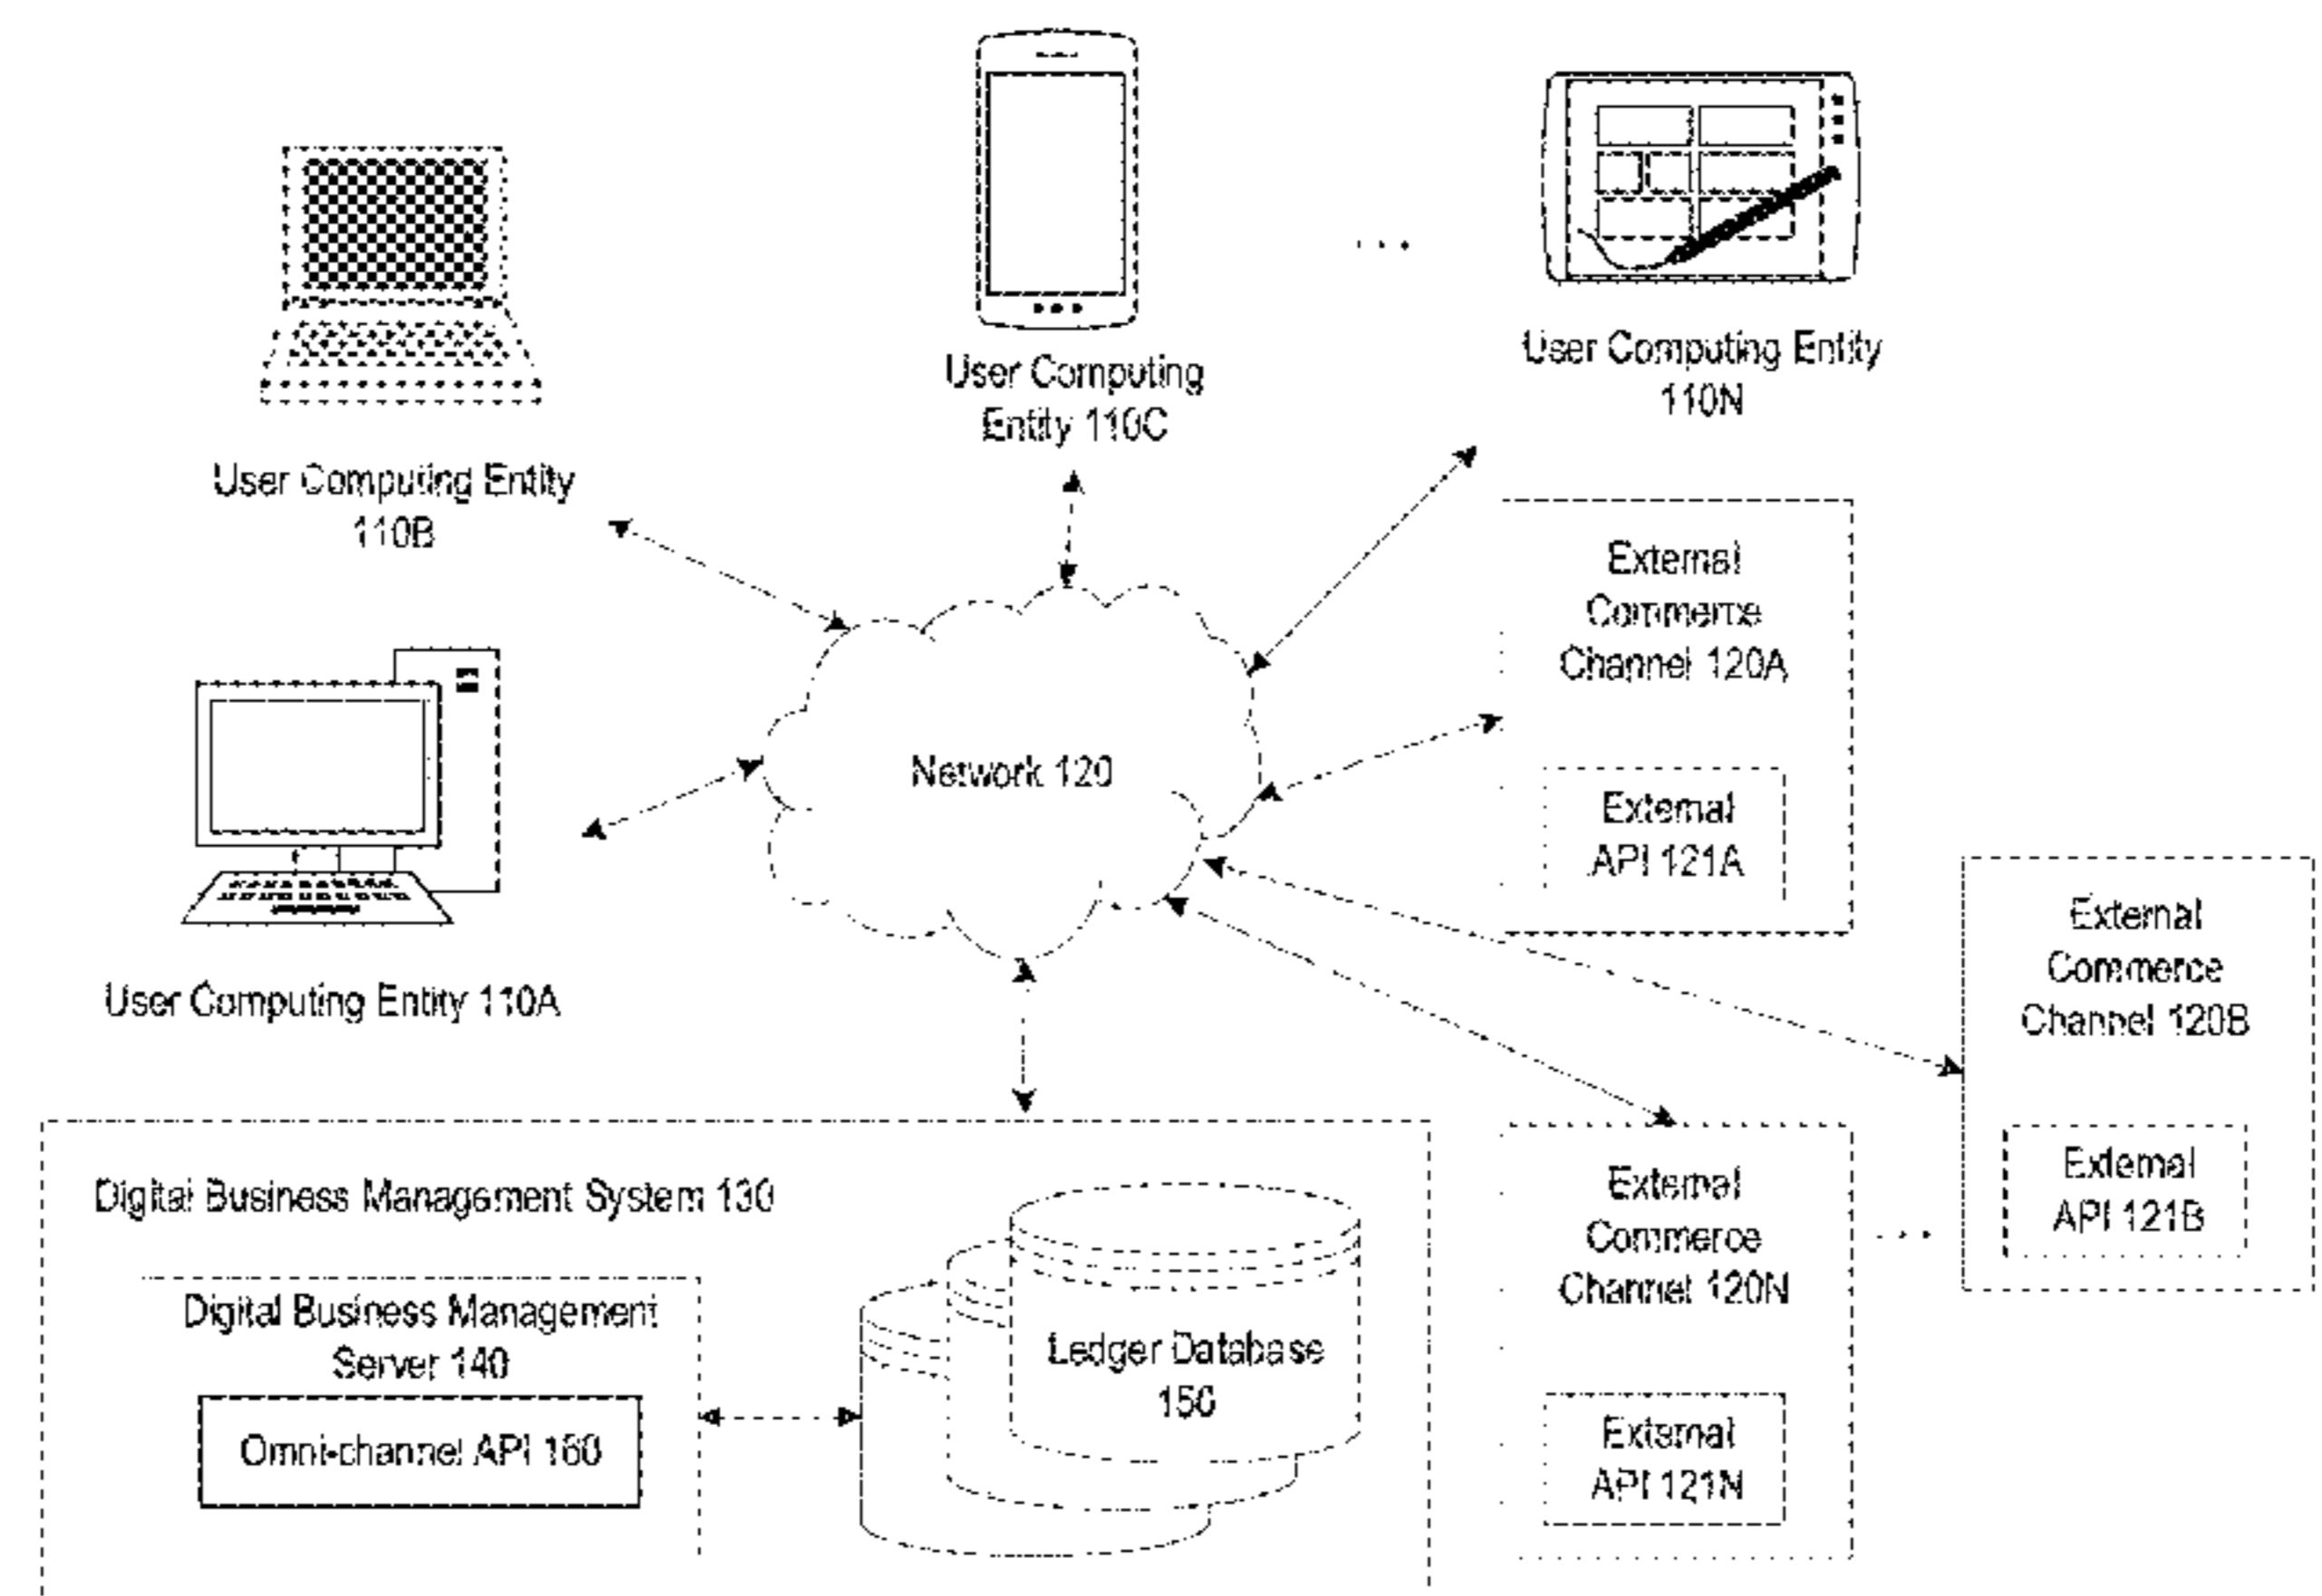 User Computing
Entity 110C
User Computing Entity
110N
User Computing Entity
110B
External
Commerce
Channel 120A
Network 120
External
API 121A
User Computing Entity 110A
External
Commerce
Channel 120B
External
API 121B
Digital Business Management System 130
Digital Business Management
Server 140
Omni-channel API 160
Ledger Database
150
External
Commerce
Channel 120N
External
API 121N